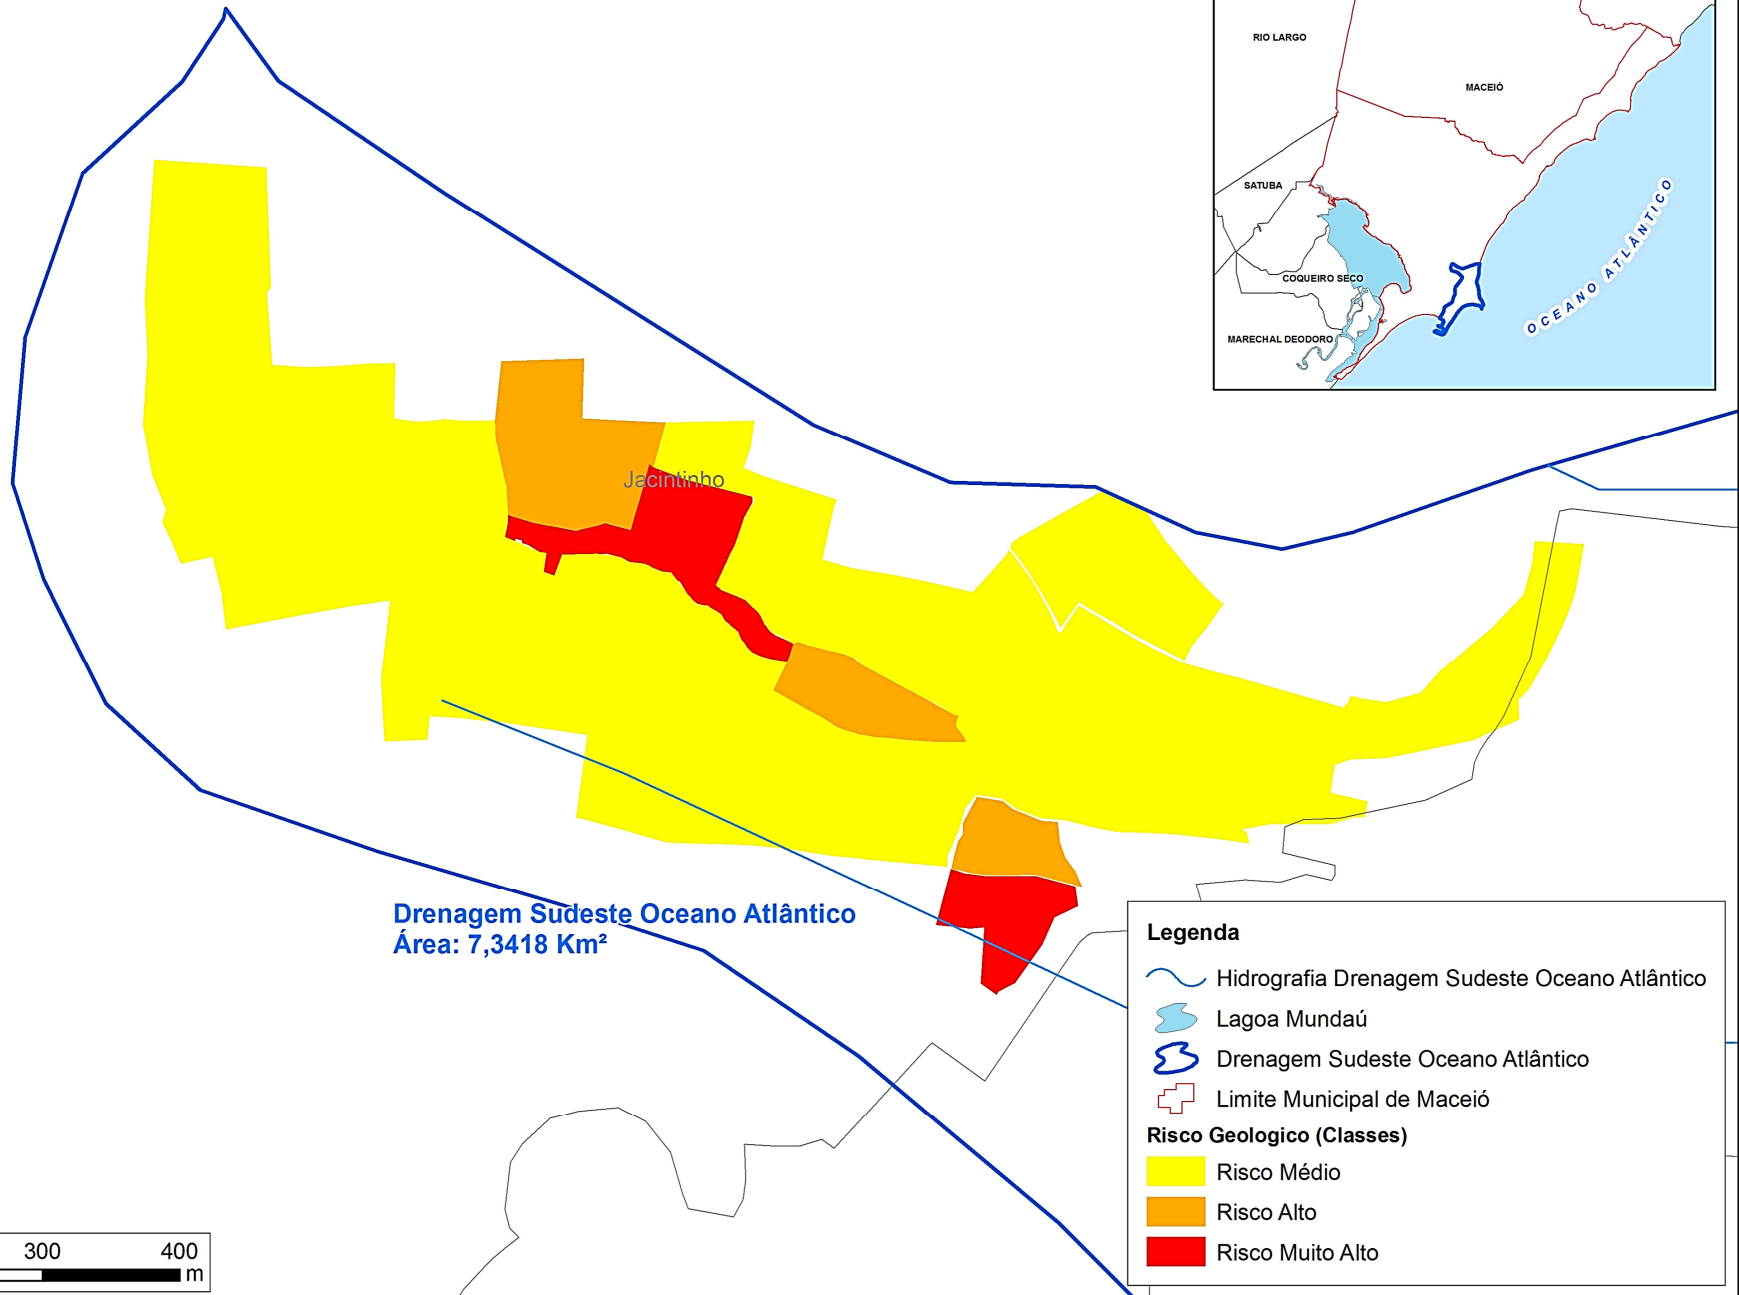 RIO LARGO
MACEIÓ
SATUBA
COQUEIRO SECO
MARECHAL DEODORO
OCEANO ATLÂNTICO
Jacintinho
Drenagem Sudeste Oceano Atlântico
Área: 7,3418 Km²
Legenda
Hidrografia Drenagem Sudeste Oceano Atlântico
Lagoa Mundaú
Drenagem Sudeste Oceano Atlântico
Limite Municipal de Maceió
Risco Geologico (Classes)
Risco Médio
Risco Alto
Risco Muito Alto
300 400
m